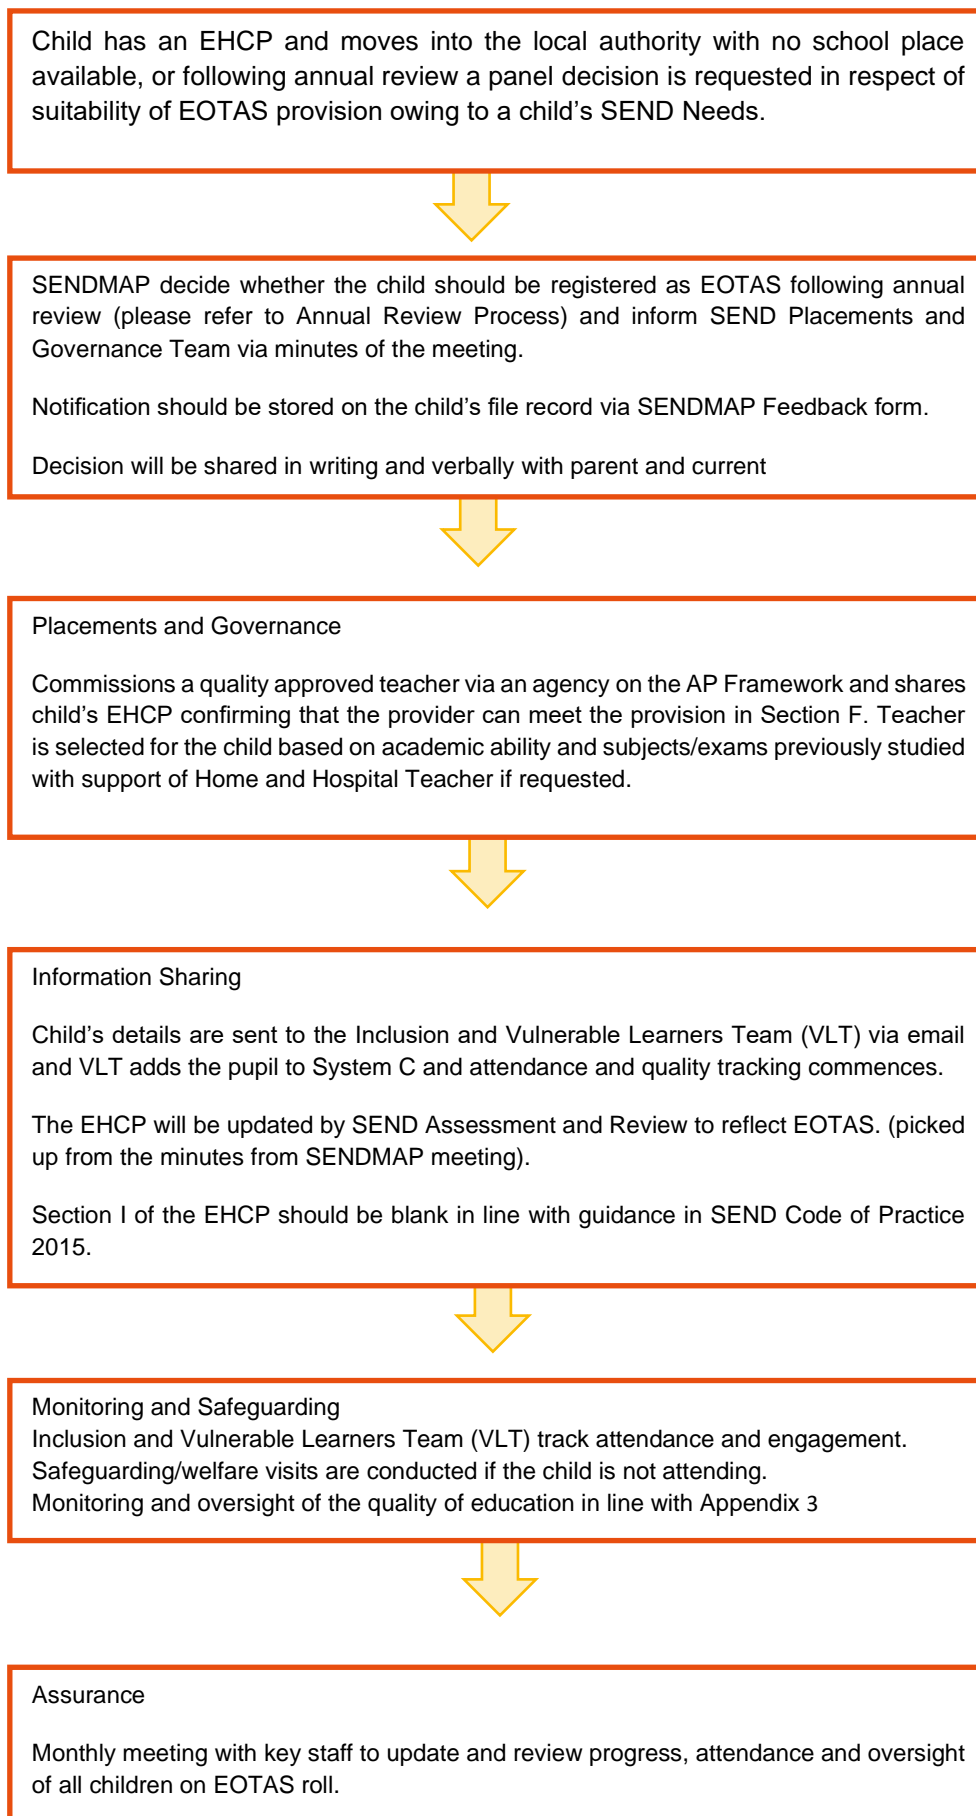 Child has an EHCP and moves into the local authority with no school place
available, or following annual review a panel decision is requested in respect of
suitability of EOTAS provision owing to a child’s SEND Needs.
SENDMAP decide whether the child should be registered as EOTAS following annual
review (please refer to Annual Review Process) and inform SEND Placements and
Governance Team via minutes of the meeting.
Notification should be stored on the child’s file record via SENDMAP Feedback form.
Decision will be shared in writing and verbally with parent and current
Placements and Governance
Commissions a quality approved teacher via an agency on the AP Framework and shares
child’s EHCP confirming that the provider can meet the provision in Section F. Teacher
is selected for the child based on academic ability and subjects/exams previously studied
with support of Home and Hospital Teacher if requested.
Information Sharing
Child’s details are sent to the Inclusion and Vulnerable Learners Team (VLT) via email
and VLT adds the pupil to System C and attendance and quality tracking commences.
The EHCP will be updated by SEND Assessment and Review to reflect EOTAS. (picked
up from the minutes from SENDMAP meeting).
Section I of the EHCP should be blank in line with guidance in SEND Code of Practice
2015.
Monitoring and Safeguarding
Inclusion and Vulnerable Learners Team (VLT) track attendance and engagement.
Safeguarding/welfare visits are conducted if the child is not attending.
Monitoring and oversight of the quality of education in line with Appendix 3
Assurance
Monthly meeting with key staff to update and review progress, attendance and oversight
of all children on EOTAS roll.